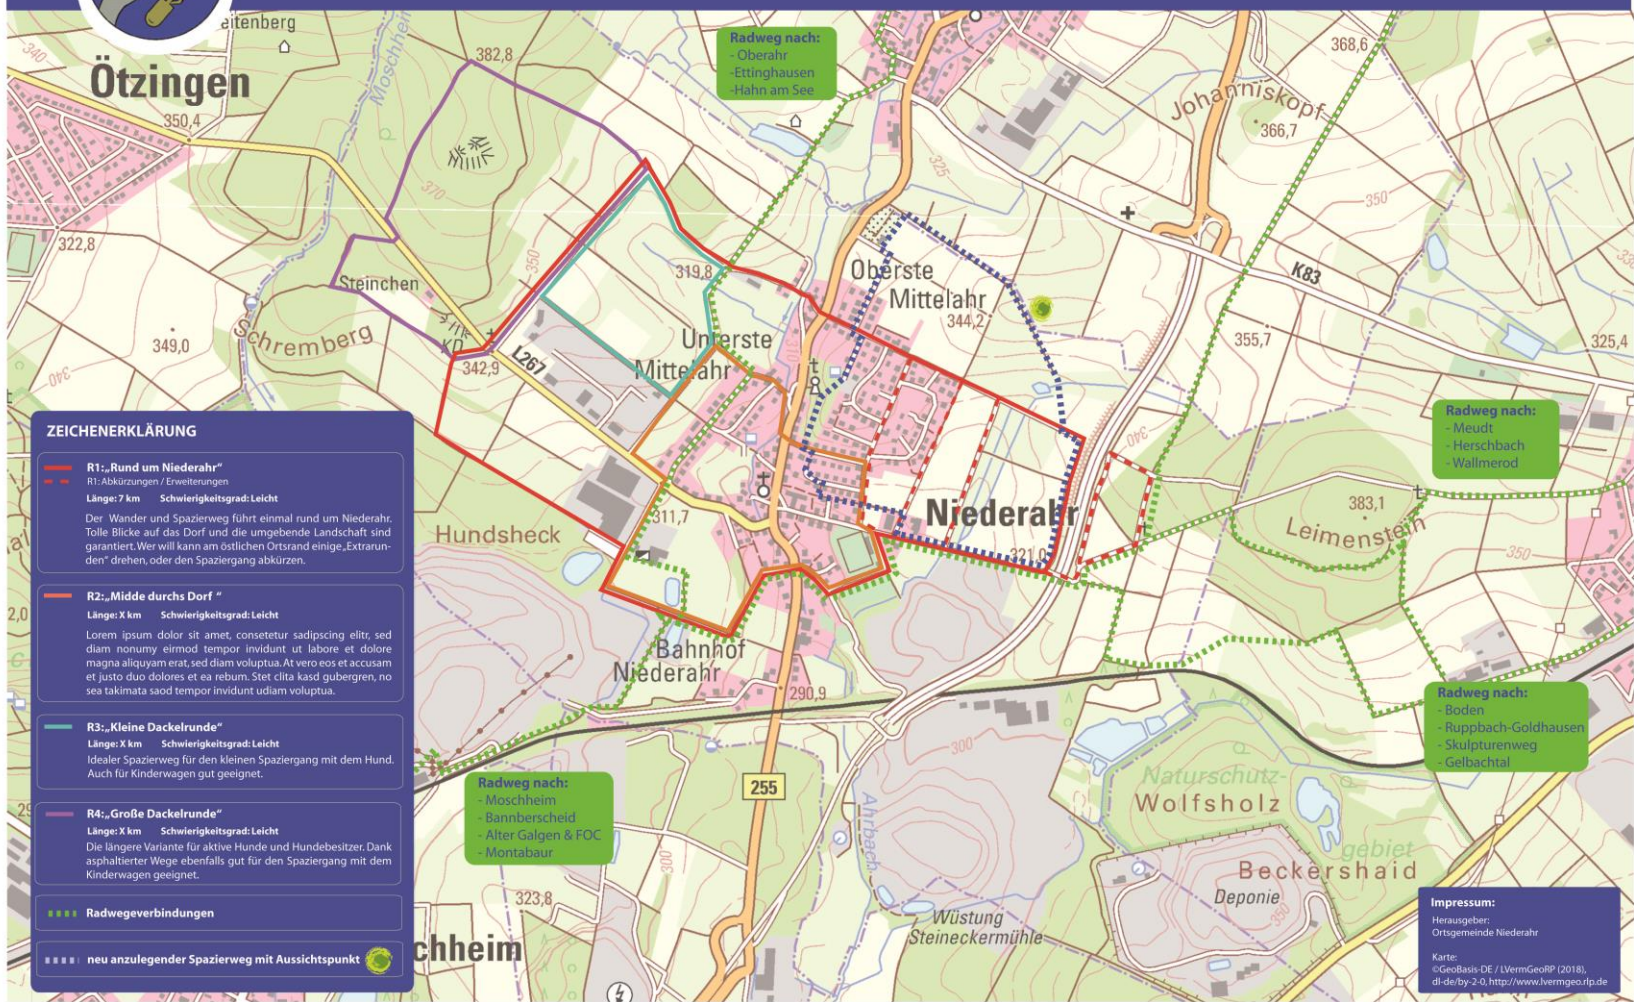 eitenberg
Ötzingen
350,4
340
382,8
Moschhei
370
Radweg nach:
- Oberahr
-Ettinghausen
-Hahn am See
325
368,6
Johanniskopf
366,7
350
322,8
Steinchen
350
319,8
Oberste
Mittelahr
344,2
K83
355,7
325,4
349,0
Schremberg
340
KD
342,9
L267
Unterste
Mittelahr
310
340
Radweg nach:
- Meudt
- Herschbach
- Wallmerod
383,1
Leimenstein
350
Hundsheck
311,7
Niederahr
321,0
Bahnhof
Niederahr
290,9
300
255
Radweg nach:
- Boden
- Ruppbach-Goldhausen
- Skulpturenweg
- Gelbachtal
Radweg nach:
- Moschheim
- Bannberscheid
- Alter Galgen & FOC
- Montabaur
Ahrbach
Naturschutz-
gebiet
Wolfsholz
Beckershaid
Deponie
350
300
323,8
chheim
Wüstung
Steineckermühle
ZEICHENERKLÄRUNG
R1:„Rund um Niederahr“
R1: Abkürzungen / Erweiterungen
Länge: 7 km Schwierigkeitsgrad: Leicht
Der Wander und Spazierweg führt einmal rund um Niederahr.
Tolle Blicke auf das Dorf und die umgebende Landschaft sind
garantiert. Wer will kann am östlichen Ortsrand einige „Extrarun-
den“ drehen, oder den Spaziergang abkürzen.
R2:„Midde durchs Dorf “
Länge: X km Schwierigkeitsgrad: Leicht
Lorem ipsum dolor sit amet, consetetur sadipscing elitr, sed
diam nonumy eirmod tempor invidunt ut labore et dolore
magna aliquyam erat, sed diam voluptua. At vero eos et accusam
et justo duo dolores et ea rebum. Stet clita kasd gubergren, no
sea takimata saod tempor invidunt udiam voluptua.
R3:„Kleine Dackelrunde“
Länge: X km Schwierigkeitsgrad: Leicht
Idealer Spazierweg für den kleinen Spaziergang mit dem Hund.
Auch für Kinderwagen gut geeignet.
R4:„Große Dackelrunde“
Länge: X km Schwierigkeitsgrad: Leicht
Die längere Variante für aktive Hunde und Hundebesitzer. Dank
asphaltierter Wege ebenfalls gut für den Spaziergang mit dem
Kinderwagen geeignet.
Radwegeverbindungen
neu anzulegender Spazierweg mit Aussichtspunkt
Impressum:
Herausgeber:
Ortsgemeinde Niederahr
Karte:
©GeoBasis-DE / LVermGeoRP (2018),
dl-de/by-2-0, http://www.lvermgeo.rlp.de